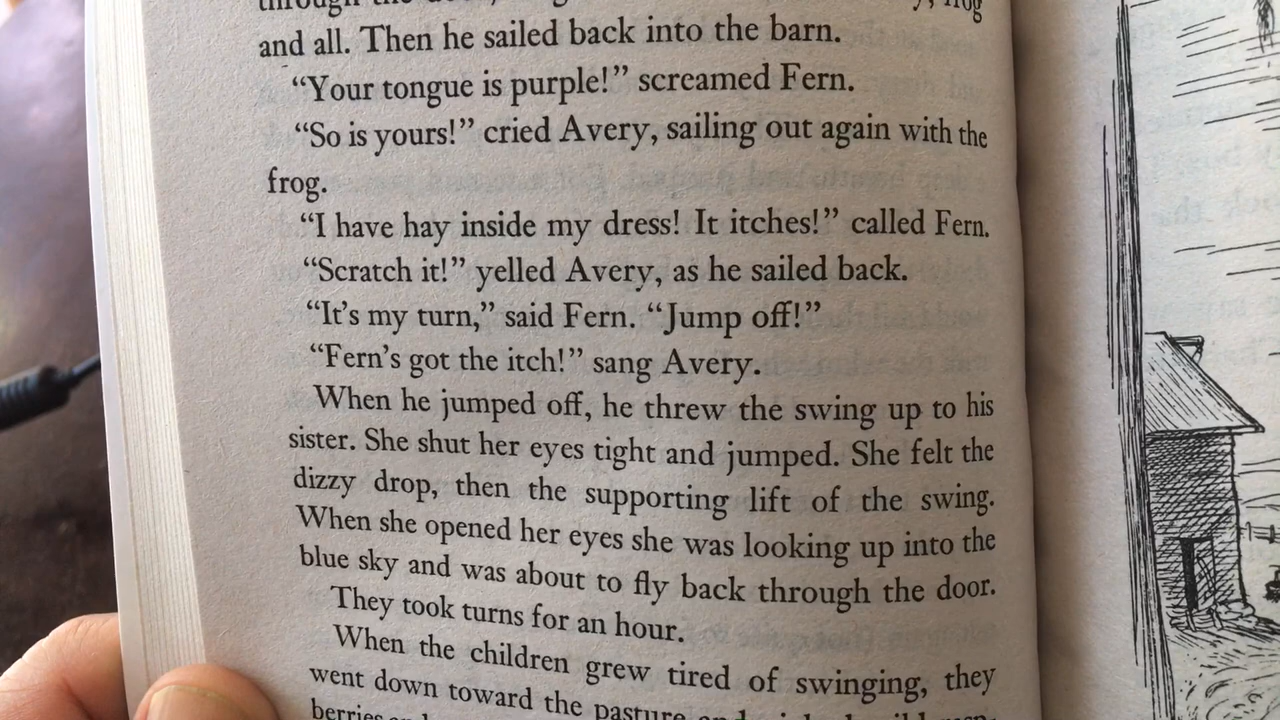 through the
frog
and all. Then he sailed back into the barn.
“Your tongue is purple!” screamed Fern.
“So is yours!” cried Avery, sailing out again with the
frog.
“I have hay inside my dress! It itches!” called Fern.
“Scratch it!” yelled Avery, as he sailed back.
“It’s my turn,” said Fern. “Jump off!”
“Fern’s got the itch!” sang Avery.
When he jumped off, he threw the swing up to his
sister. She shut her eyes tight and jumped. She felt the
dizzy drop, then the supporting lift of the swing.
When she opened her eyes she was looking up into the
blue sky and was about to fly back through the door.
They took turns for an hour.
When the children grew tired of swinging, they
went down toward the pasture and
berries